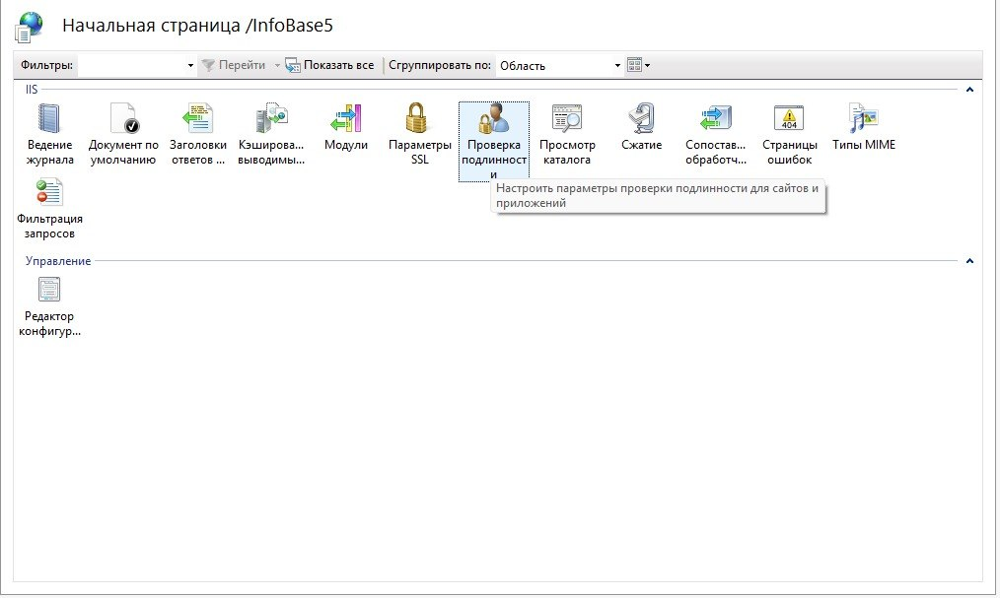 Начальная страница /InfoBase5
Фильтры: Перейти Показать все Сгруппировать по: Область
IIS
Ведение журнала
Документ по умолчанию
Заголовки ответов ...
Кэширова... выводимы...
Модули
Параметры SSL
Проверка подлинност и
Просмотр каталога
Сжатие
Сопостав... обработч...
404
Страницы ошибок
Типы MIME
Настроить параметры проверки подлинности для сайтов и
приложений
Фильтрация
запросов
Управление
Редактор
конфигур...